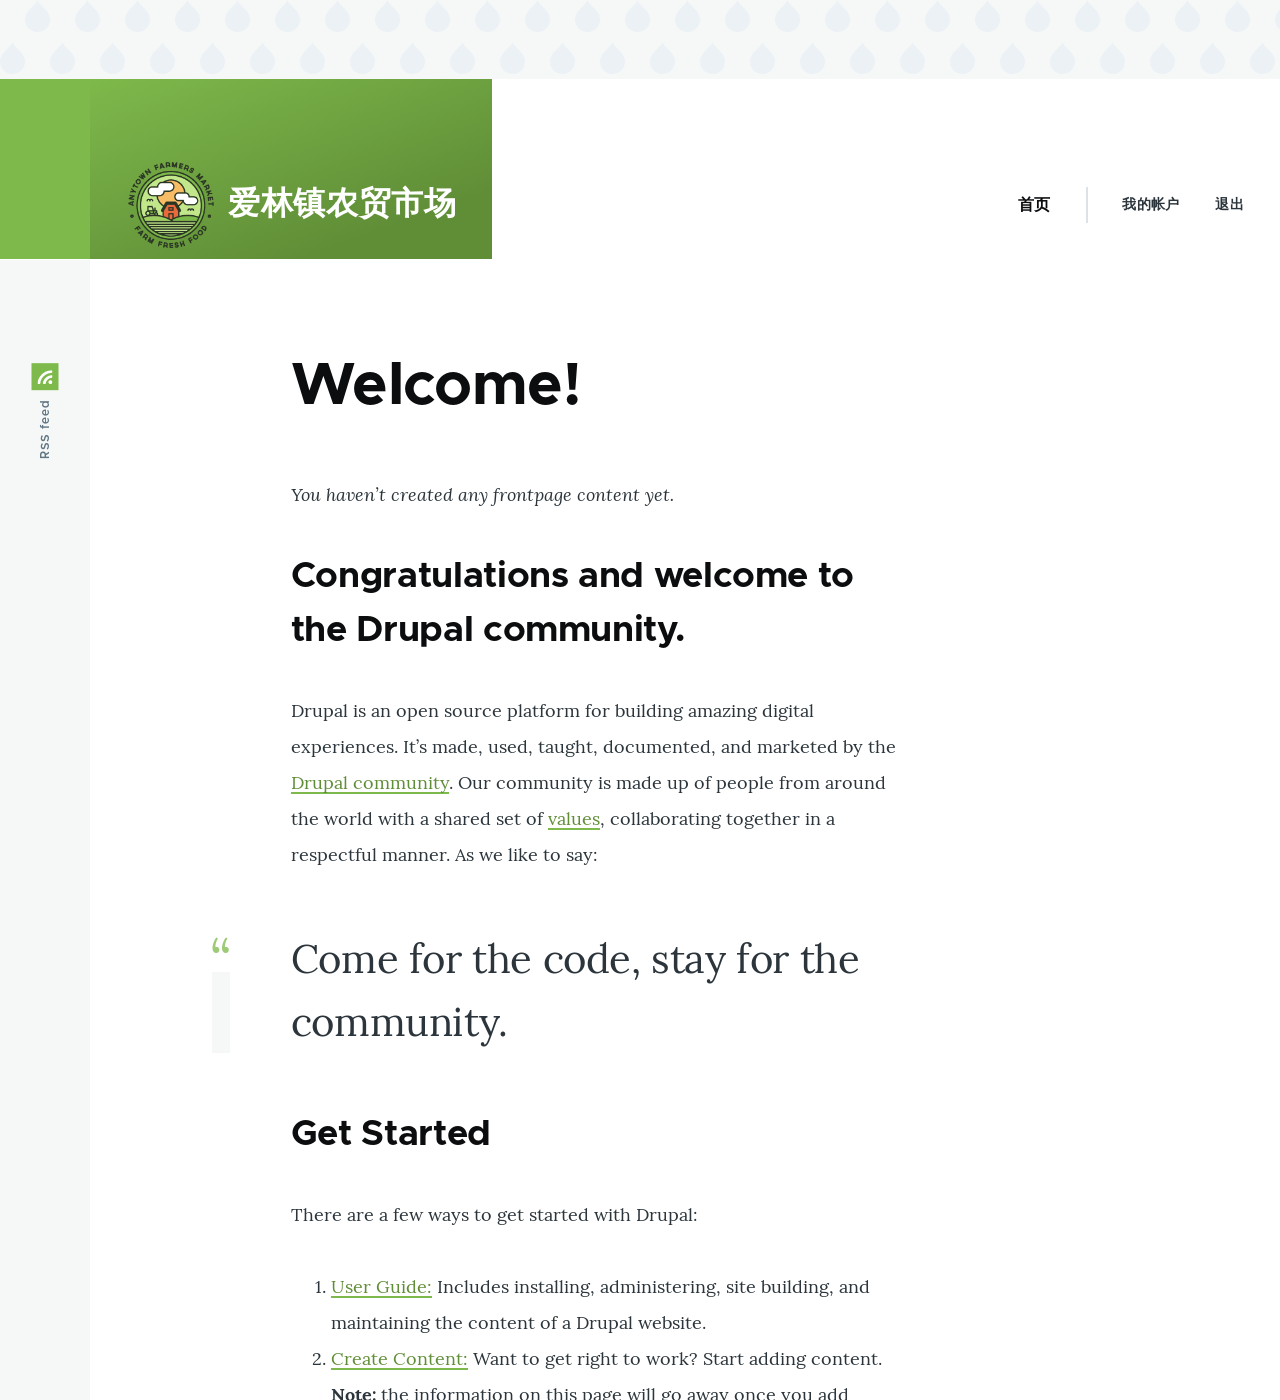 ANYTOWN FARMERS MARKET
FARM FRESH FOOD
爱林镇农贸市场
首页
我的帐户
退出
RSS feed
Welcome!
You haven’t created any frontpage content yet.
Congratulations and welcome to
the Drupal community.
Drupal is an open source platform for building amazing digital
experiences. It’s made, used, taught, documented, and marketed by the
Drupal community. Our community is made up of people from around
the world with a shared set of values, collaborating together in a
respectful manner. As we like to say:
“
Come for the code, stay for the
community.
Get Started
There are a few ways to get started with Drupal:
1. User Guide: Includes installing, administering, site building, and
maintaining the content of a Drupal website.
2. Create Content: Want to get right to work? Start adding content.
Note: the information on this page will go away once you add